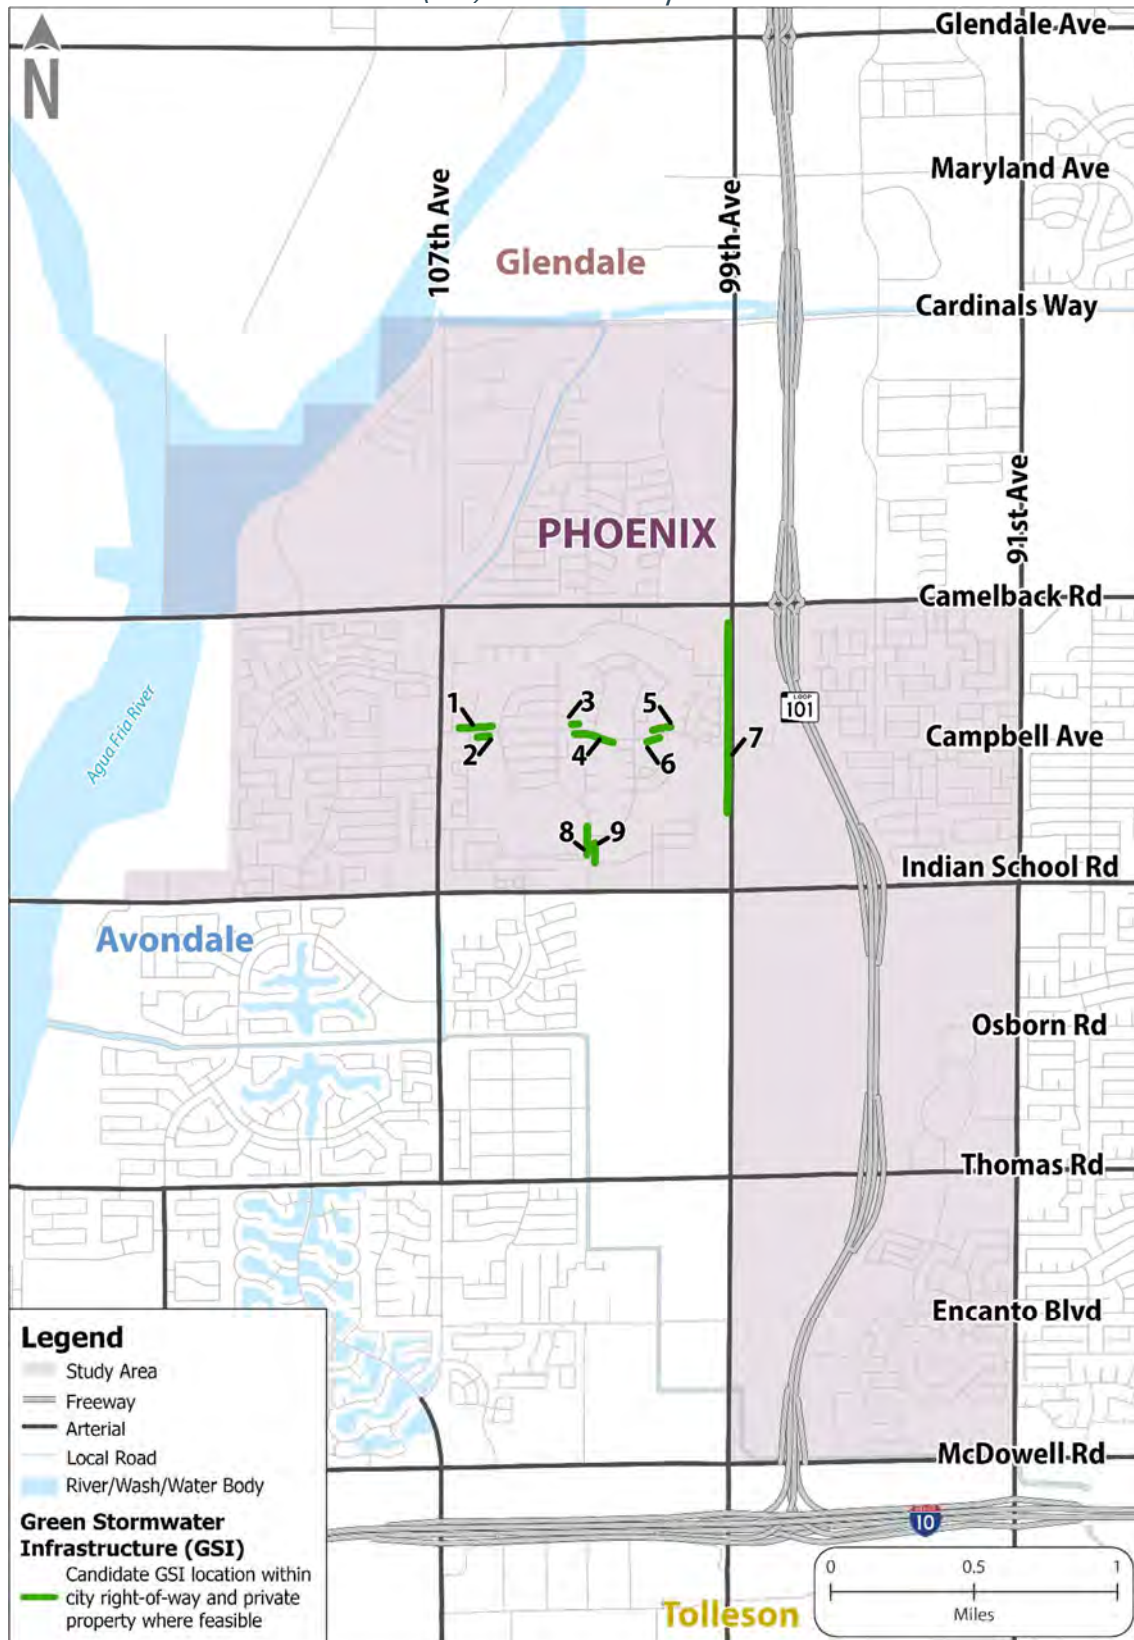 Glendale Ave
N
Maryland Ave
107th Ave
99th Ave
Glendale
Cardinals Way
PHOENIX
91st Ave
Camelback Rd
Agua Fria River
LOOP
101
1
2
3
4
5
6
7
Campbell Ave
8
9
Indian School Rd
Avondale
Osborn Rd
Thomas Rd
Encanto Blvd
McDowell Rd
10
Tolleson
Legend
Study Area
Freeway
Arterial
Local Road
River/Wash/Water Body
Green Stormwater
Infrastructure (GSI)
Candidate GSI location within
city right-of-way and private
property where feasible
0 0.5 1
Miles